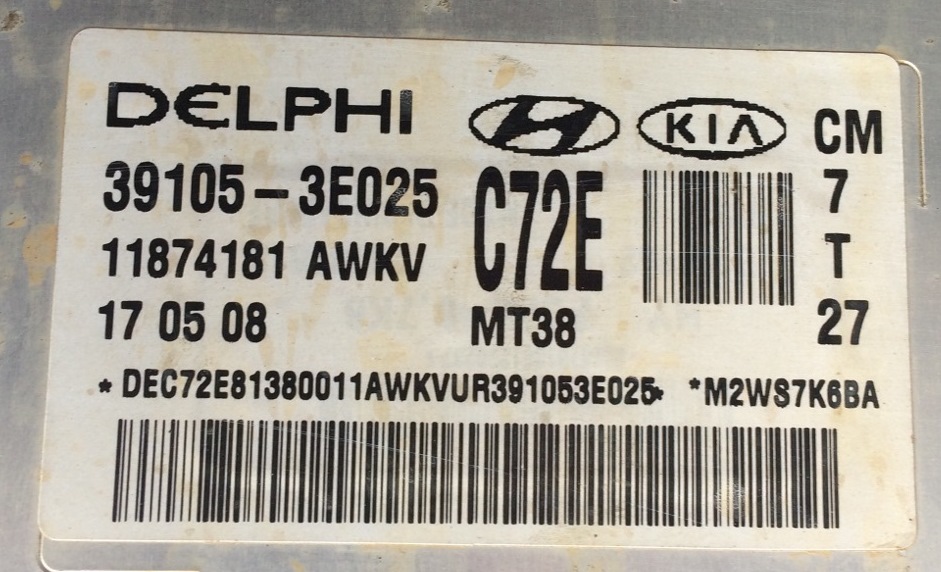 DELPHI KIA CM
39105-3E025 C72E 7
11874181 AWKV T
17 05 08 MT38 27
* DEC72E81380011AWKVUR391053E025* *M2WS7K6BA